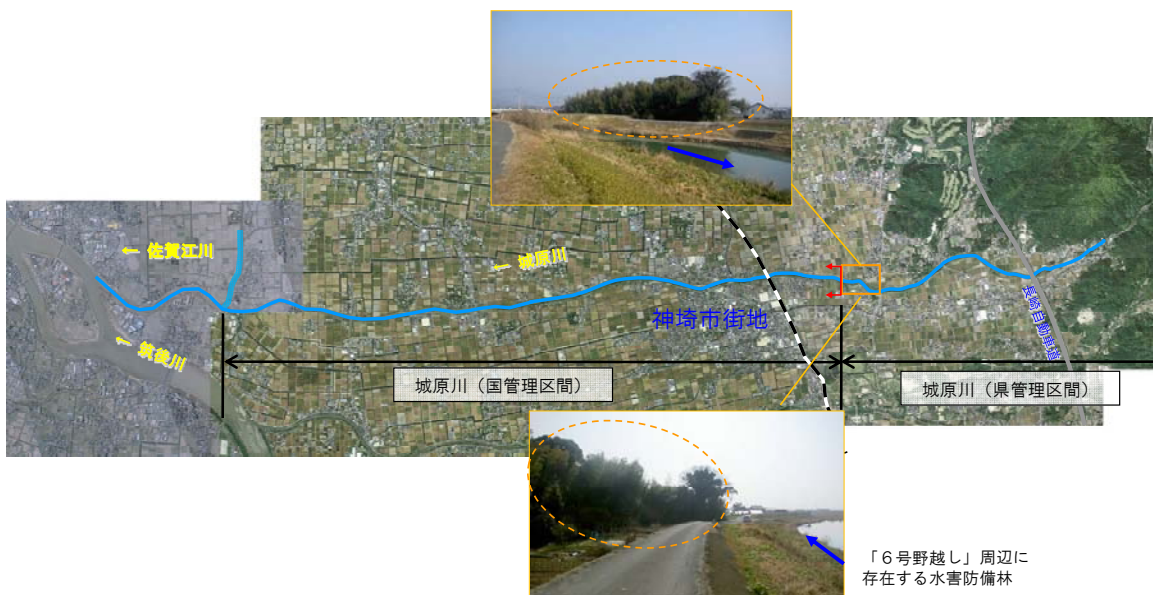 ← 佐賀江川
← 城原川
神埼市街地
← 筑後川
長崎自動車道
城原川（国管理区間）
城原川（県管理区間）
「６号野越し」周辺に
存在する水害防備林